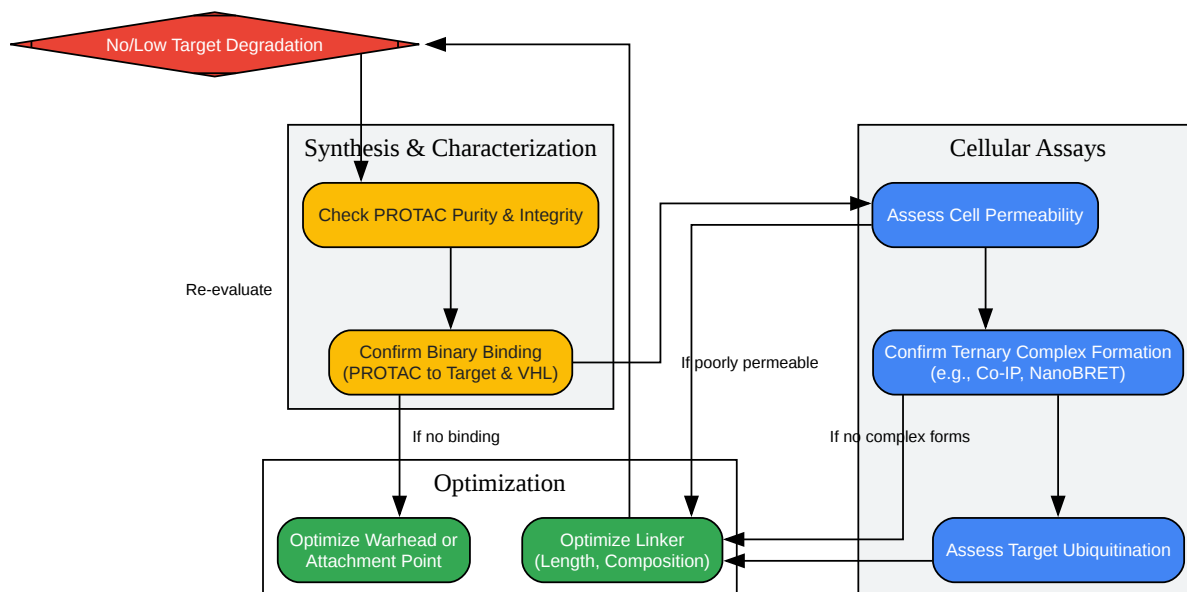 No/Low Target Degradation
Synthesis & Characterization
Cellular Assays
Check PROTAC Purity & Integrity
Assess Cell Permeability
Re-evaluate
Confirm Binary Binding
(PROTAC to Target & VHL)
If poorly permeable
Confirm Ternary Complex Formation
(e.g., Co-IP, NanoBRET)
If no binding
If no complex forms
Optimization
Optimize Warhead or
Attachment Point
Optimize Linker
(Length, Composition)
Assess Target Ubiquitination